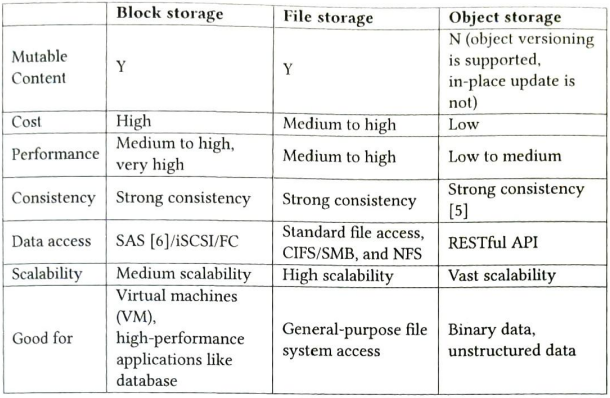 Block storage File storage Object storage
Mutable Content Y Y N (object versioning is supported, in-place update is not)
Cost High Medium to high Low
Performance Medium to high, very high Medium to high Low to medium
Consistency Strong consistency Strong consistency Strong consistency [5]
Data access SAS [6]/iSCSI/FC Standard file access, CIFS/SMB, and NFS RESTful API
Scalability Medium scalability High scalability Vast scalability
Good for Virtual machines (VM), high-performance applications like database General-purpose file system access Binary data, unstructured data